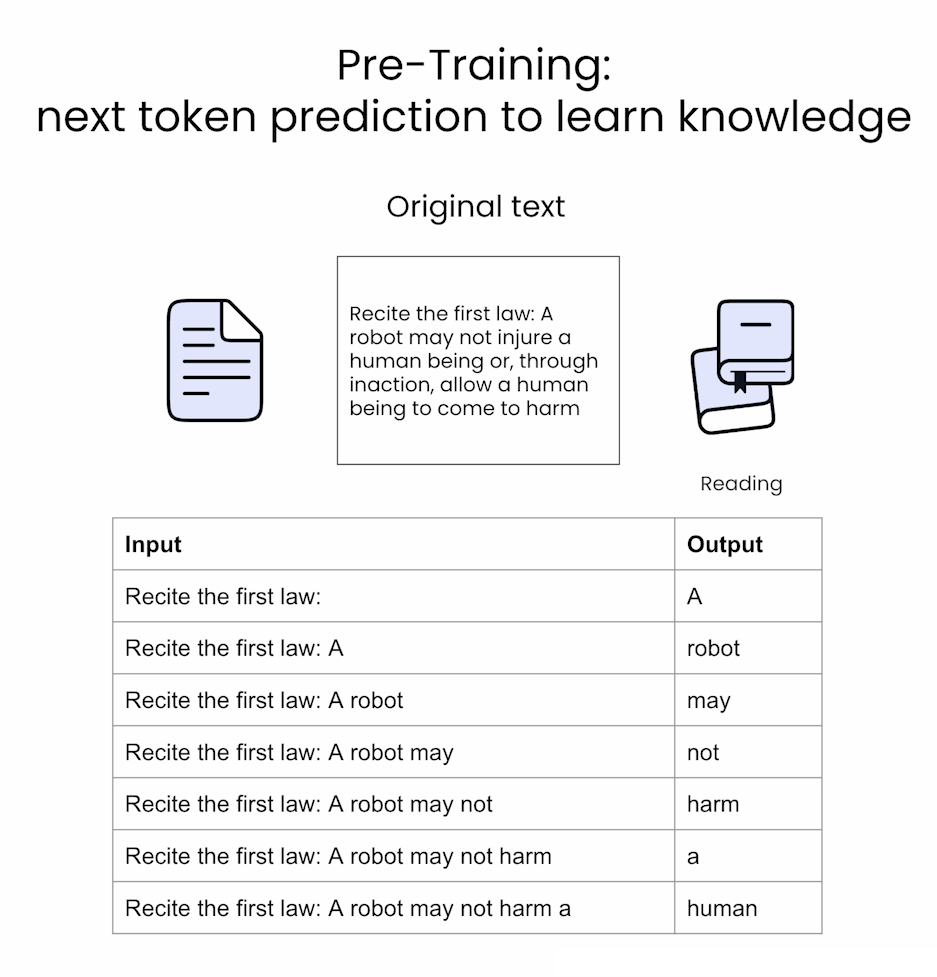 Pre-Training:
next token prediction to learn knowledge
Original text
Recite the first law: A
robot may not injure a
human being or, through
inaction, allow a human
being to come to harm
Reading
Input Output
Recite the first law: A
Recite the first law: A robot
Recite the first law: A robot may
Recite the first law: A robot may not
Recite the first law: A robot may not harm
Recite the first law: A robot may not harm a
Recite the first law: A robot may not harm a human